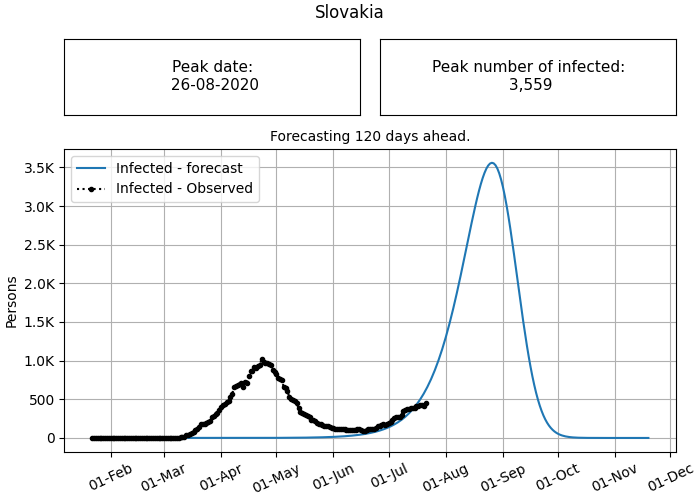 Slovakia
Peak date:
26-08-2020
Peak number of infected:
3,559
Forecasting 120 days ahead.
Infected - forecast
Infected - Observed
Persons
3.5K
3.0K
2.5K
2.0K
1.5K
1.0K
500
0
01-Feb
01-Mar
01-Apr
01-May
01-Jun
01-Jul
01-Aug
01-Sep
01-Oct
01-Nov
01-Dec